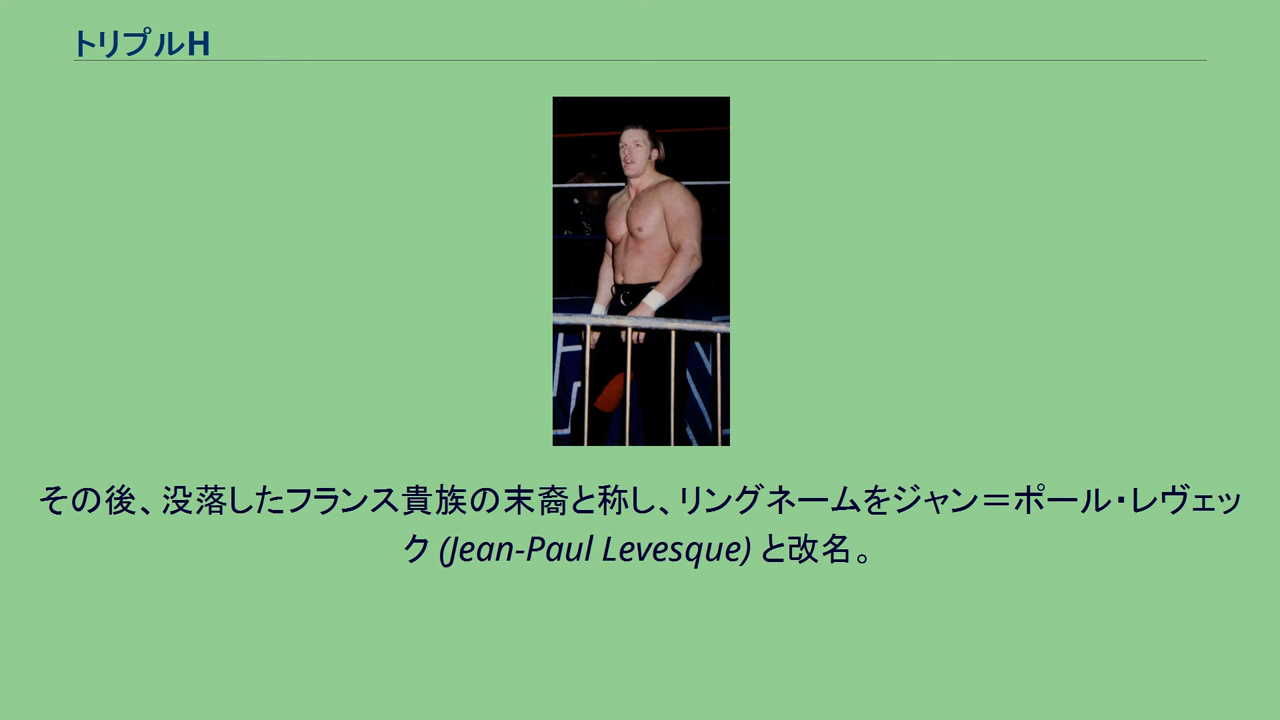 トリプルH
その後、没落したフランス貴族の末裔と称し、リングネームをジャン＝ポール・レヴェッ
ク (Jean-Paul Levesque) と改名。